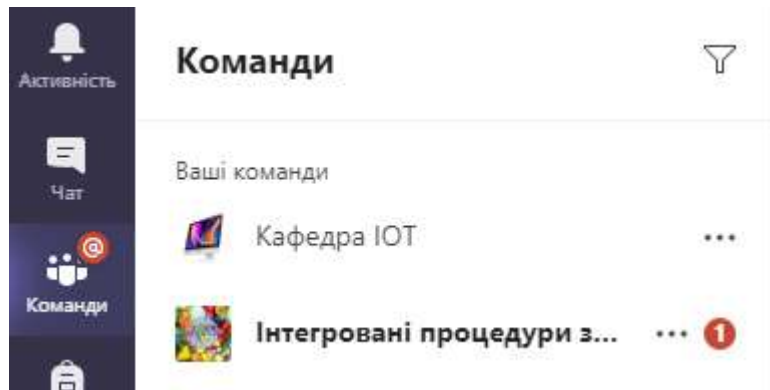 Активність
Чат
@
Команди
Команди
Ваші команди
Кафедра ІОТ
...
Інтегровані процедури з...
...
1